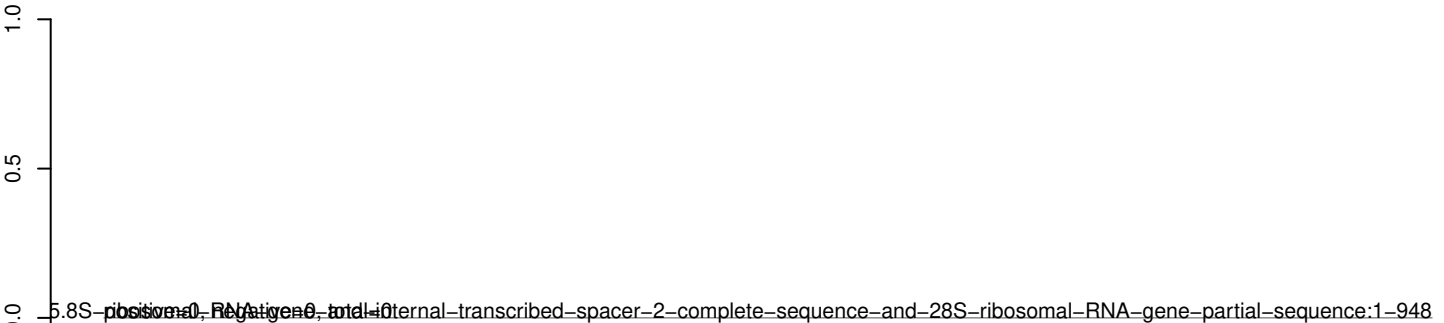 1.0
0.5
0.0
5.8S−ribosomal−RNA−gene−and−internal−transcribed−spacer−2−complete−sequence−and−28S−ribosomal−RNA−gene−partial−sequence:1−948
positive=0, negative=0, total=0